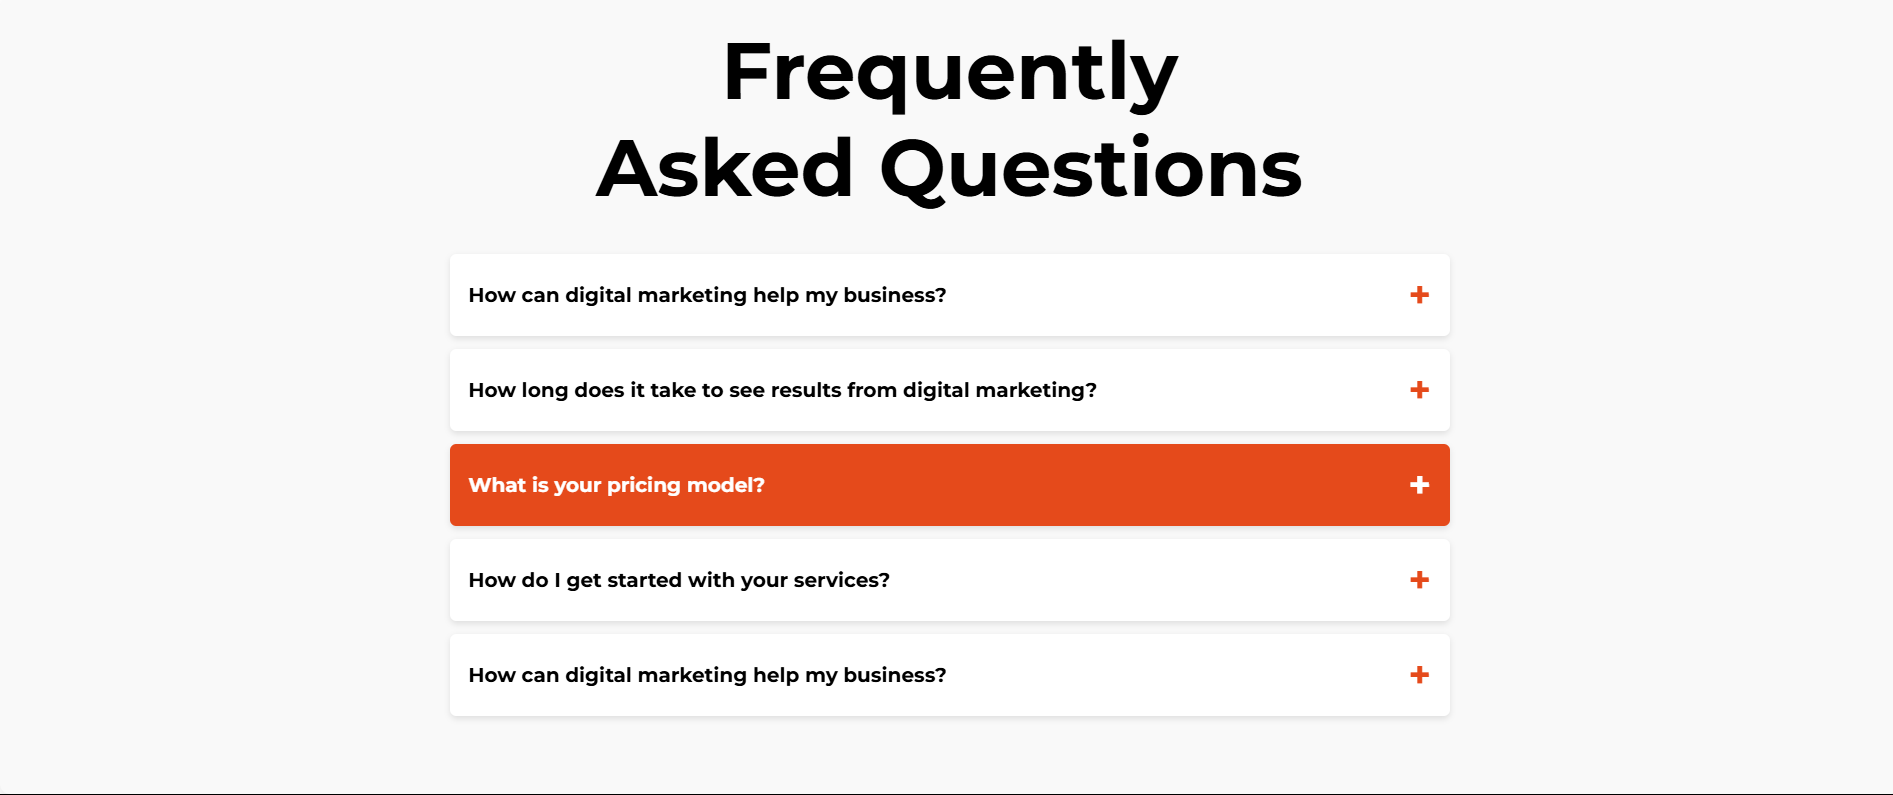 Frequently
Asked Questions
How can digital marketing help my business?
How long does it take to see results from digital marketing?
What is your pricing model?
How do I get started with your services?
How can digital marketing help my business?